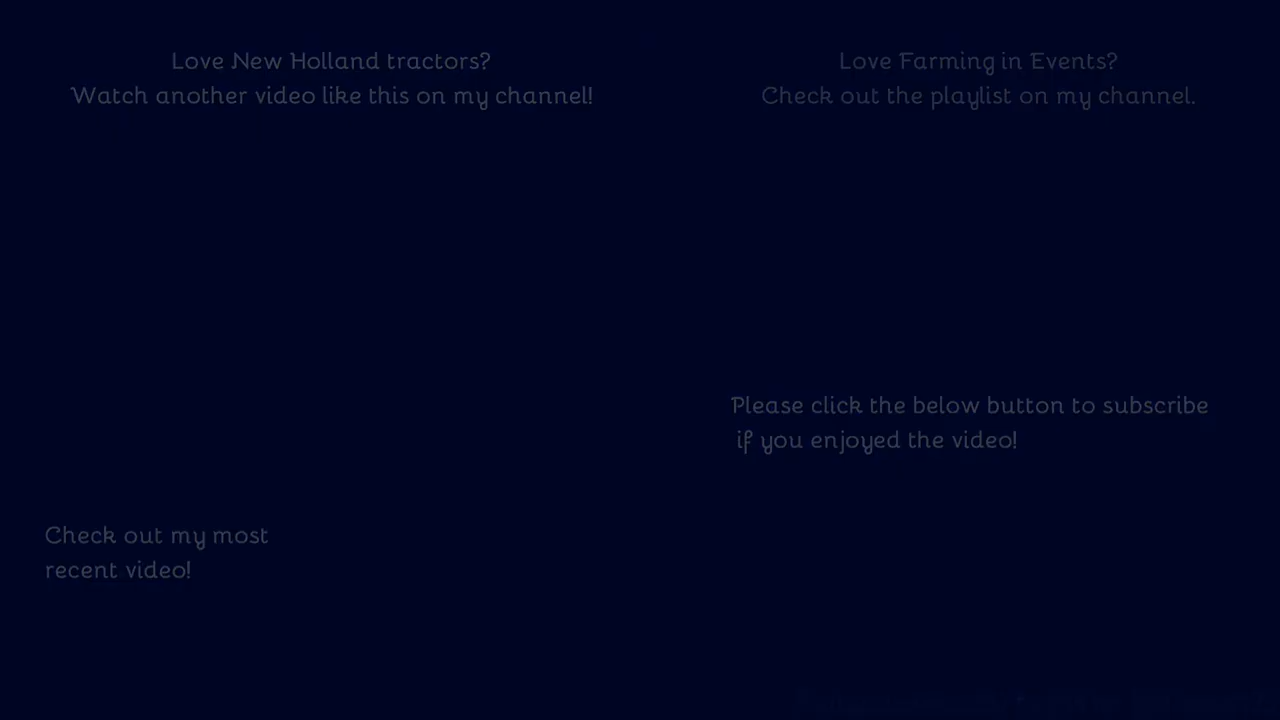 Love New Holland tractors?
Watch another video like this on my channel!
Love Farming in Events?
Check out the playlist on my channel.
Please click the below button to subscribe
if you enjoyed the video!
Check out my most
recent video!